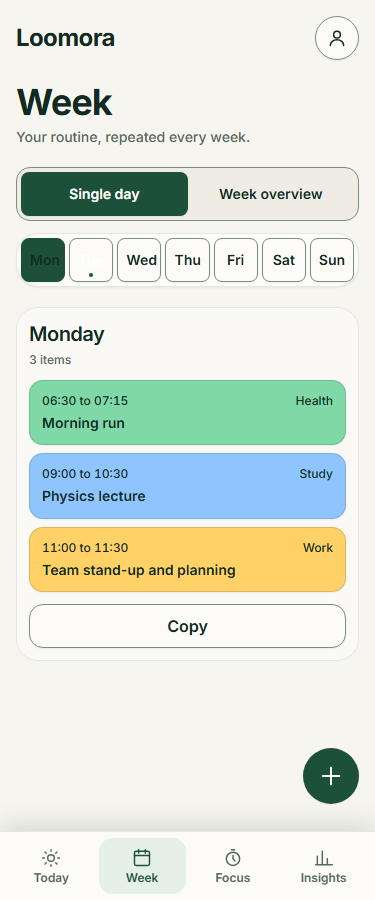 Loomora
Week
Your routine, repeated every week.
Single day
Week overview
Mon
Tue
Wed
Thu
Fri
Sat
Sun
Monday
3 items
06:30 to 07:15
Health
Morning run
09:00 to 10:30
Study
Physics lecture
11:00 to 11:30
Work
Team stand-up and planning
Copy
Today
Week
Focus
Insights